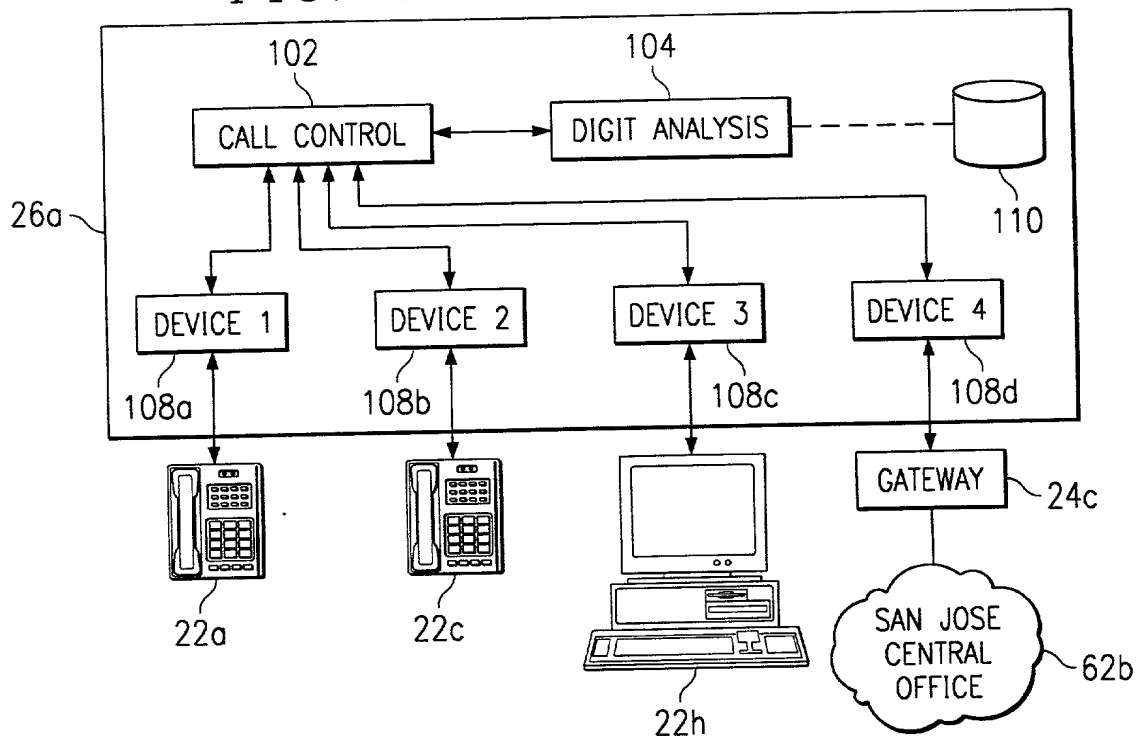 102
104
CALL CONTROL
DIGIT ANALYSIS
110
26a
DEVICE 1
DEVICE 2
DEVICE 3
DEVICE 4
108a
108b
108c
108d
GATEWAY
24c
22a
22c
22h
SAN JOSE
CENTRAL
OFFICE
62b